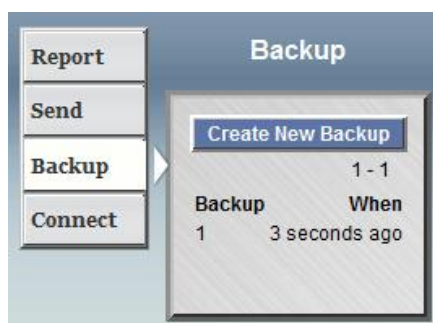 Report
Send
Backup
Connect
Backup
Create New Backup
1 - 1
Backup When
1 3 seconds ago